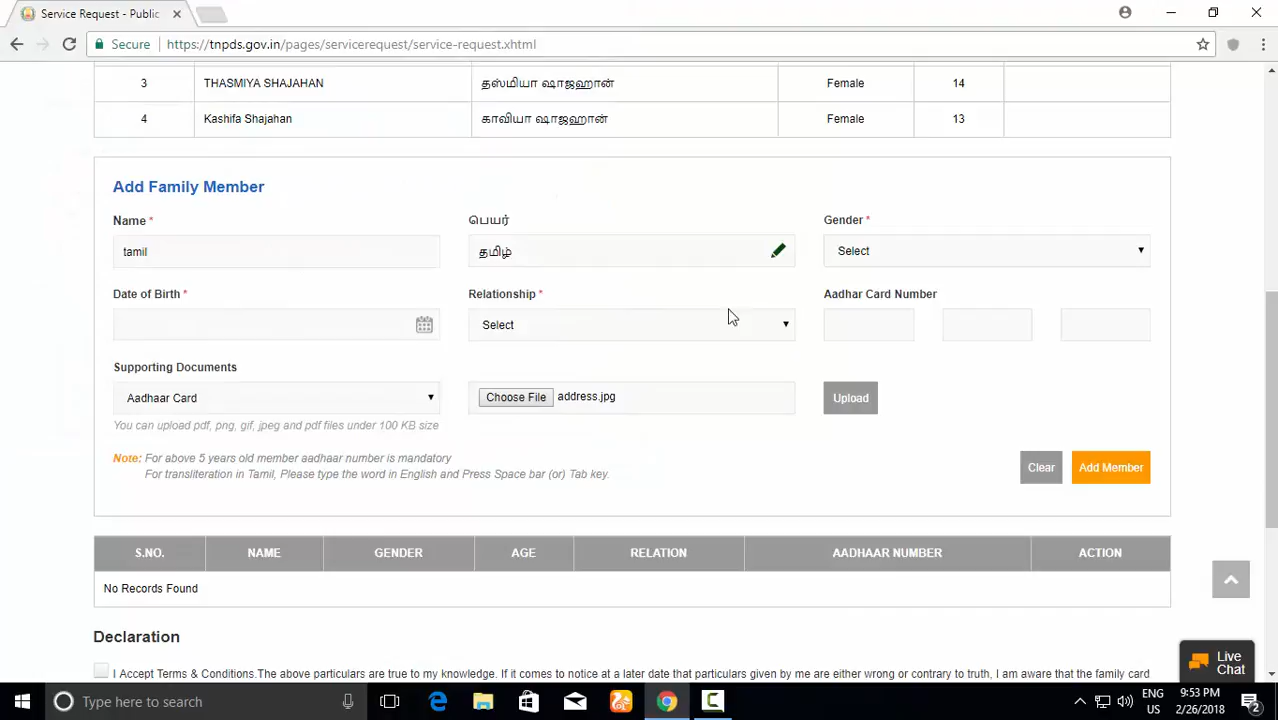 Service Request - Public
Secure https://tnpds.gov.in/pages/servicerequest/service-request.xhtml
3 THASMIYA SHAJAHAN தஸ்மியா ஷாஜஹான் Female 14
4 Kashifa Shajahan காவியா ஷாஜஹான் Female 13
Add Family Member
Name * பெயர் Gender *
tamil தமிழ் Select
Date of Birth * Relationship * Aadhar Card Number
Select
Supporting Documents
Aadhaar Card Choose File address.jpg Upload
You can upload pdf, png, gif, jpeg and pdf files under 100 KB size
Note: For above 5 years old member aadhaar number is mandatory
For transliteration in Tamil, Please type the word in English and Press Space bar (or) Tab key.
Clear Add Member
S.NO. NAME GENDER AGE RELATION AADHAAR NUMBER ACTION
No Records Found
Declaration
I Accept Terms & Conditions.The above particulars are true to my knowledge. If it comes to notice at a later date that particulars given by me are either wrong or contrary to truth, I am aware that the family card
Live Chat
Type here to search
ENG US
9:53 PM
2/26/2018
2